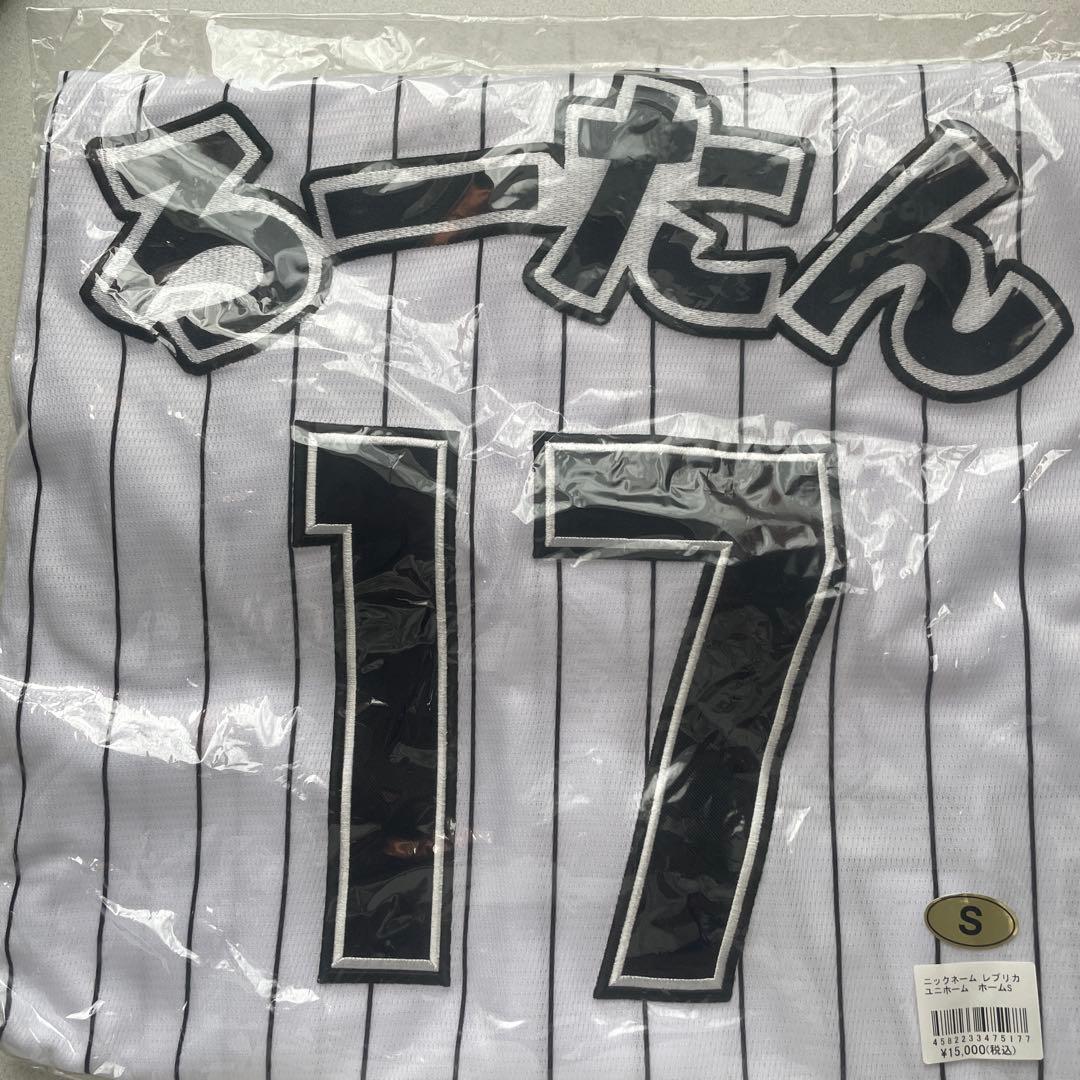 ろーたん
17
S
ニックネーム レプリカ
ユニホーム ホームS
4582233475177
¥15,000(税込)